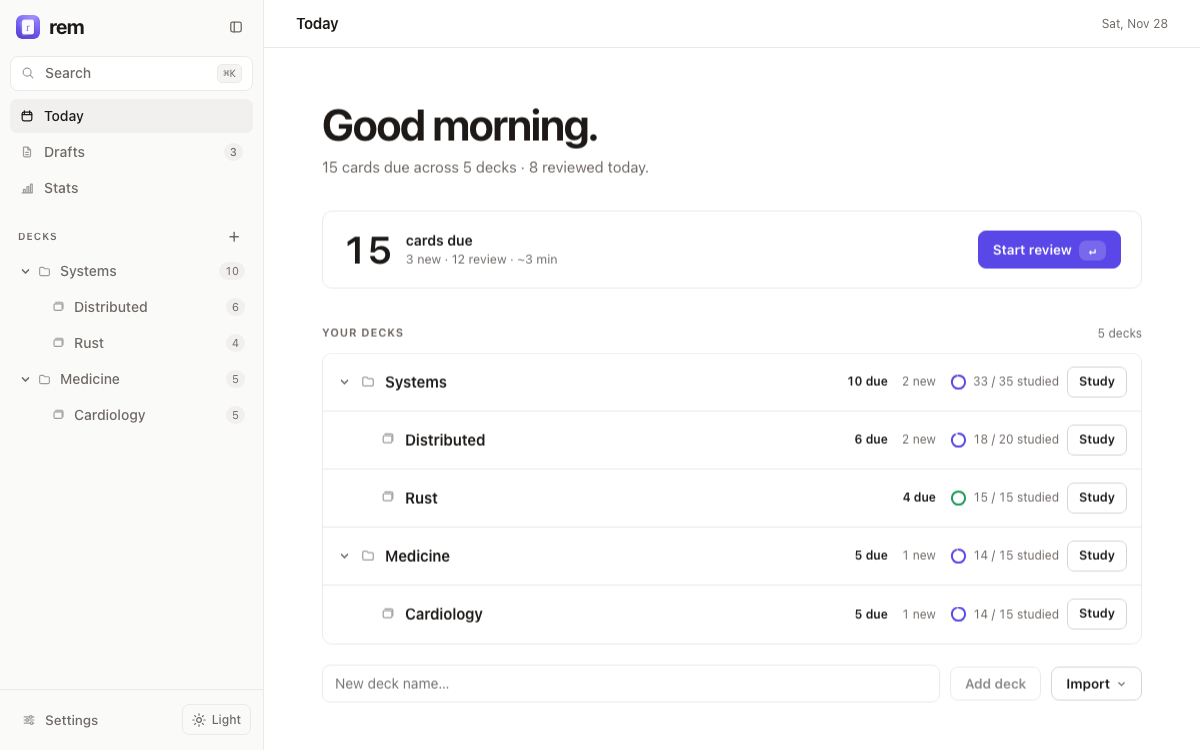 r rem
Search ⌘K
Today
Drafts 3
Stats
DECKS +
Systems 10
Distributed 6
Rust 4
Medicine 5
Cardiology 5
Settings Light
Today Sat, Nov 28
Good morning.
15 cards due across 5 decks · 8 reviewed today.
15 cards due
3 new · 12 review · ~3 min
Start review ↵
YOUR DECKS 5 decks
Systems 10 due 2 new 33 / 35 studied Study
Distributed 6 due 2 new 18 / 20 studied Study
Rust 4 due 15 / 15 studied Study
Medicine 5 due 1 new 14 / 15 studied Study
Cardiology 5 due 1 new 14 / 15 studied Study
New deck name... Add deck Import